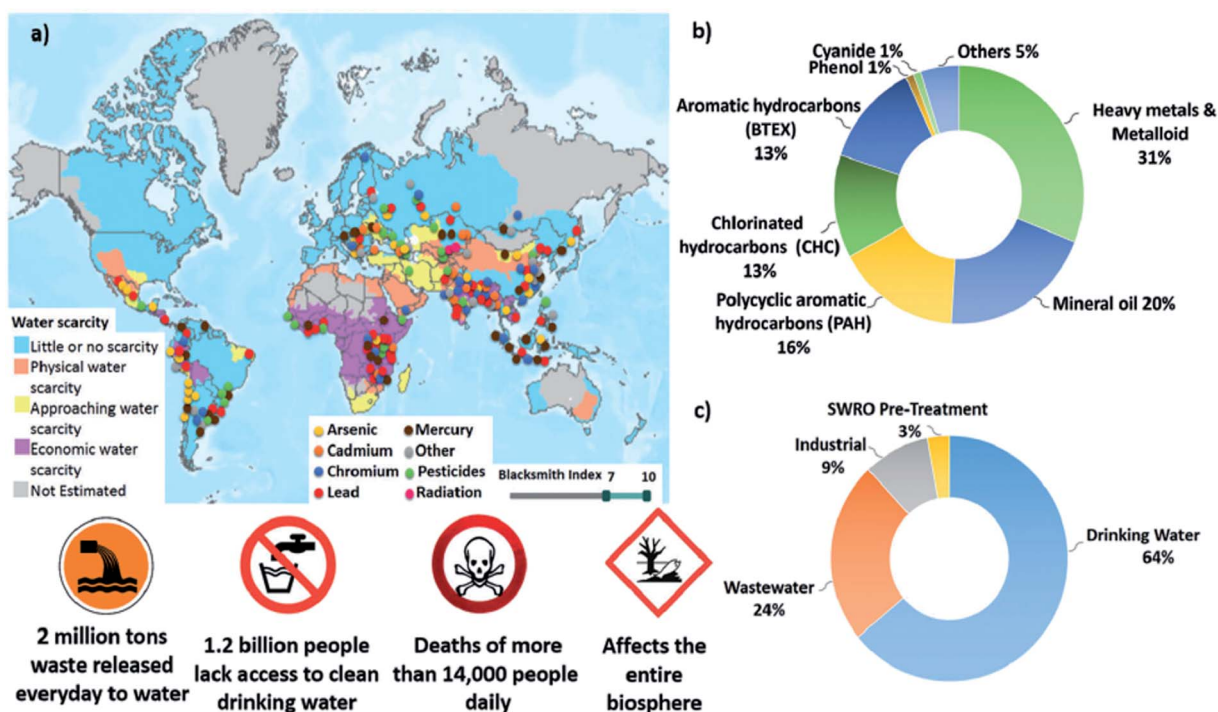 a)
Water scarcity
Little or no scarcity
Physical water
scarcity
Approaching water
scarcity
Economic water
scarcity
Not Estimated
Arsenic
Cadmium
Chromium
Lead
Mercury
Other
Pesticides
Radiation
Blacksmith Index 7 10
2 million tons
waste released
everyday to water
1.2 billion people
lack access to clean
drinking water
Deaths of more
than 14,000 people
daily
Affects the
entire
biosphere
b)
Cyanide 1%
Phenol 1%
Others 5%
Aromatic hydrocarbons
(BTEX)
13%
Heavy metals &
Metalloid
31%
Chlorinated
hydrocarbons (CHC)
13%
Polycyclic aromatic
hydrocarbons (PAH)
16%
Mineral oil 20%
c)
SWRO Pre-Treatment
3%
Industrial
9%
Drinking Water
64%
Wastewater
24%